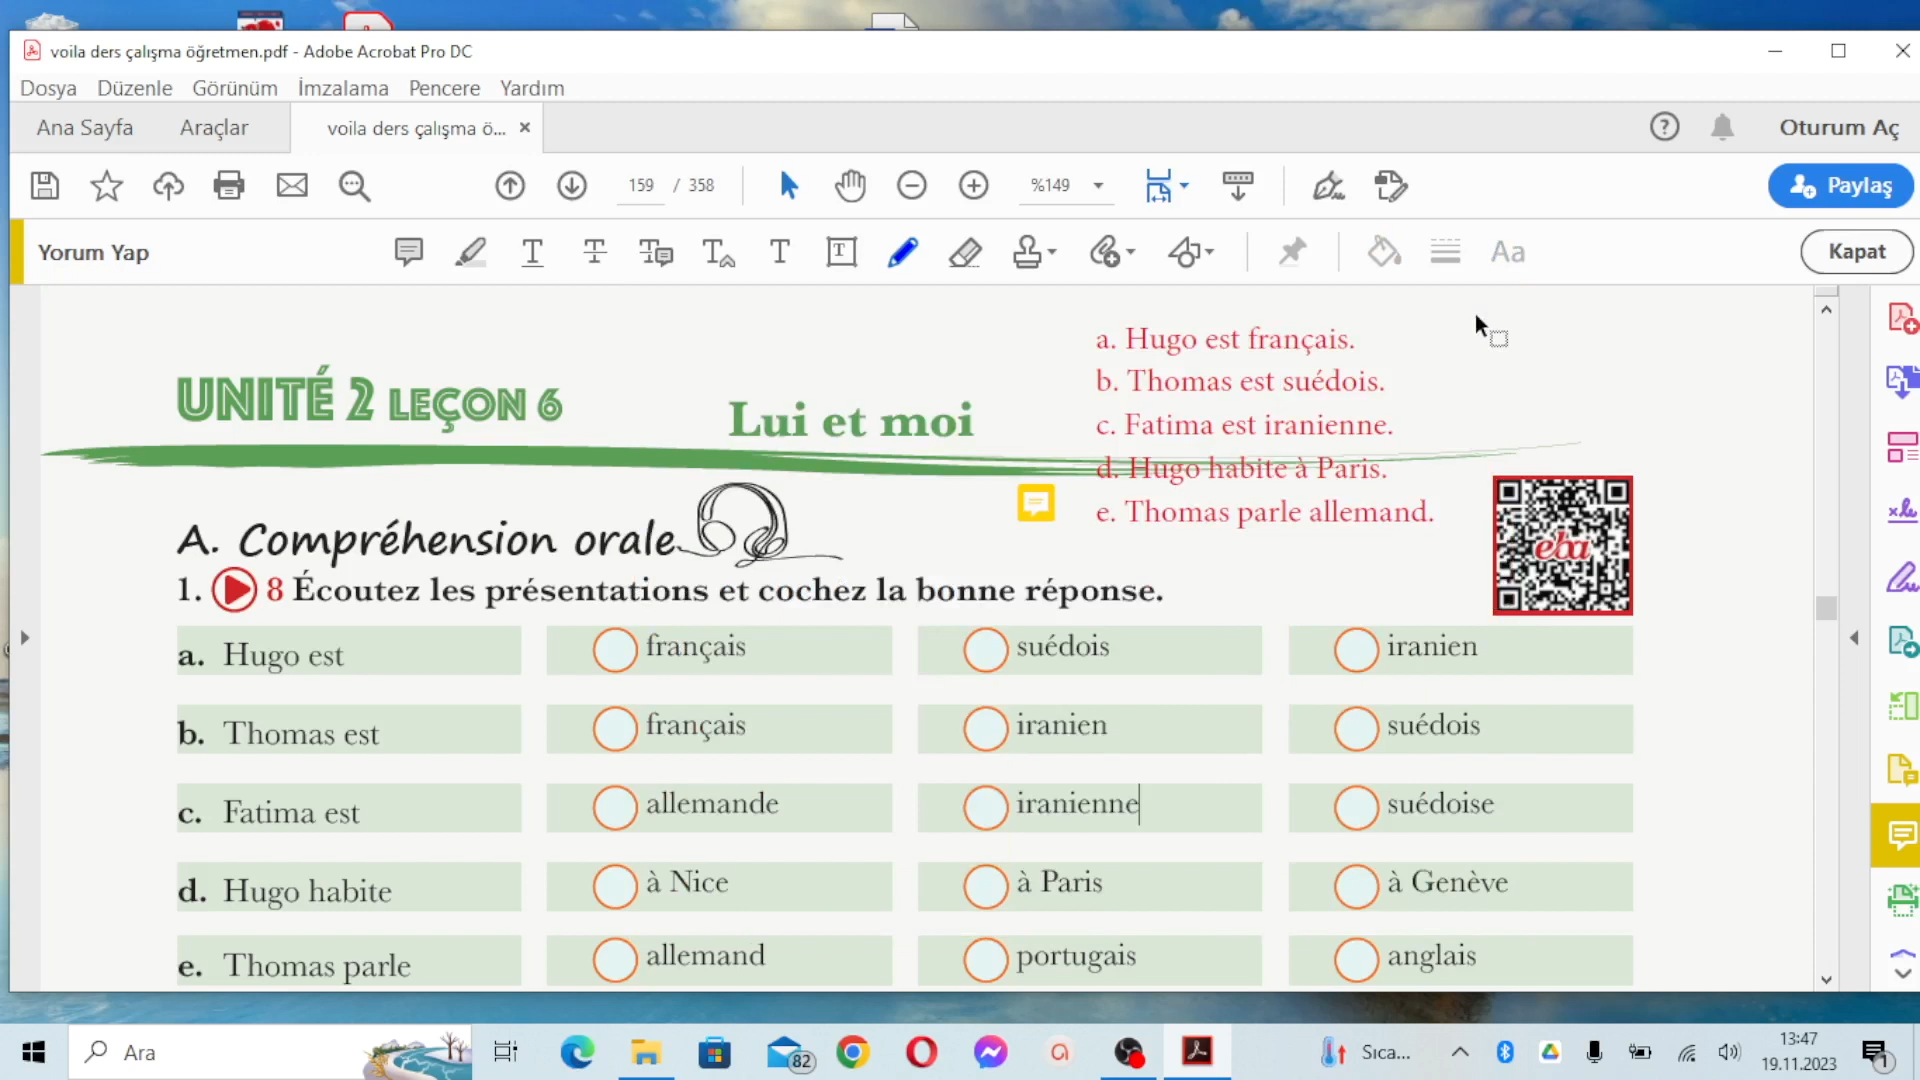 voila ders çalışma öğretmen.pdf - Adobe Acrobat Pro DC
Dosya Düzenle Görünüm İmzalama Pencere Yardım
Ana Sayfa Araçlar voila ders çalışma ö... × Oturum Aç
159 / 358 %149 Paylaş
Yorum Yap Kapat
a. Hugo est français.
b. Thomas est suédois.
c. Fatima est iranienne.
d. Hugo habite à Paris.
e. Thomas parle allemand.
UNITÉ 2 LEÇON 6
Lui et moi
eba
A. Compréhension orale
1. 8 Écoutez les présentations et cochez la bonne réponse.
a. Hugo est français suédois iranien
b. Thomas est français iranien suédois
c. Fatima est allemande iranienne suédoise
d. Hugo habite à Nice à Paris à Genève
e. Thomas parle allemand portugais anglais
Ara 82 Sıca... 13:47
19.11.2023 1